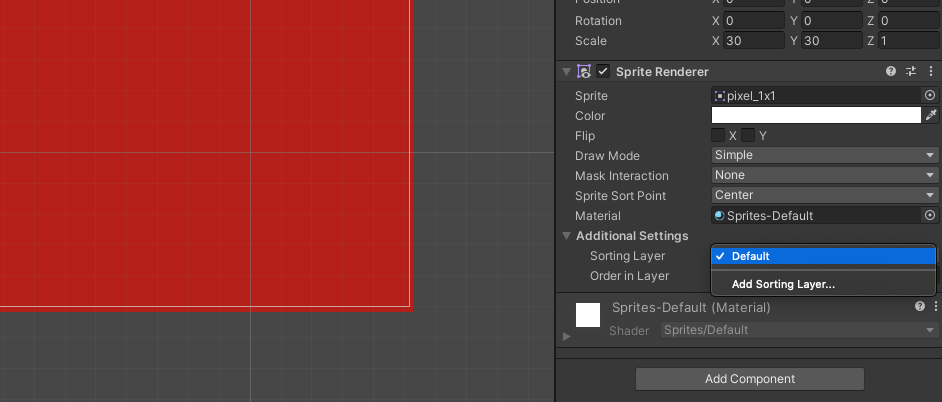 Position X 0 Y 0 Z 0
Rotation X 0 Y 0 Z 0
Scale X 30 Y 30 Z 1
Sprite Renderer
Sprite pixel_1x1
Color
Flip X Y
Draw Mode Simple
Mask Interaction None
Sprite Sort Point Center
Material Sprites-Default
Additional Settings
Sorting Layer Default
Order in Layer
Add Sorting Layer...
Sprites-Default (Material)
Shader Sprites/Default
Add Component